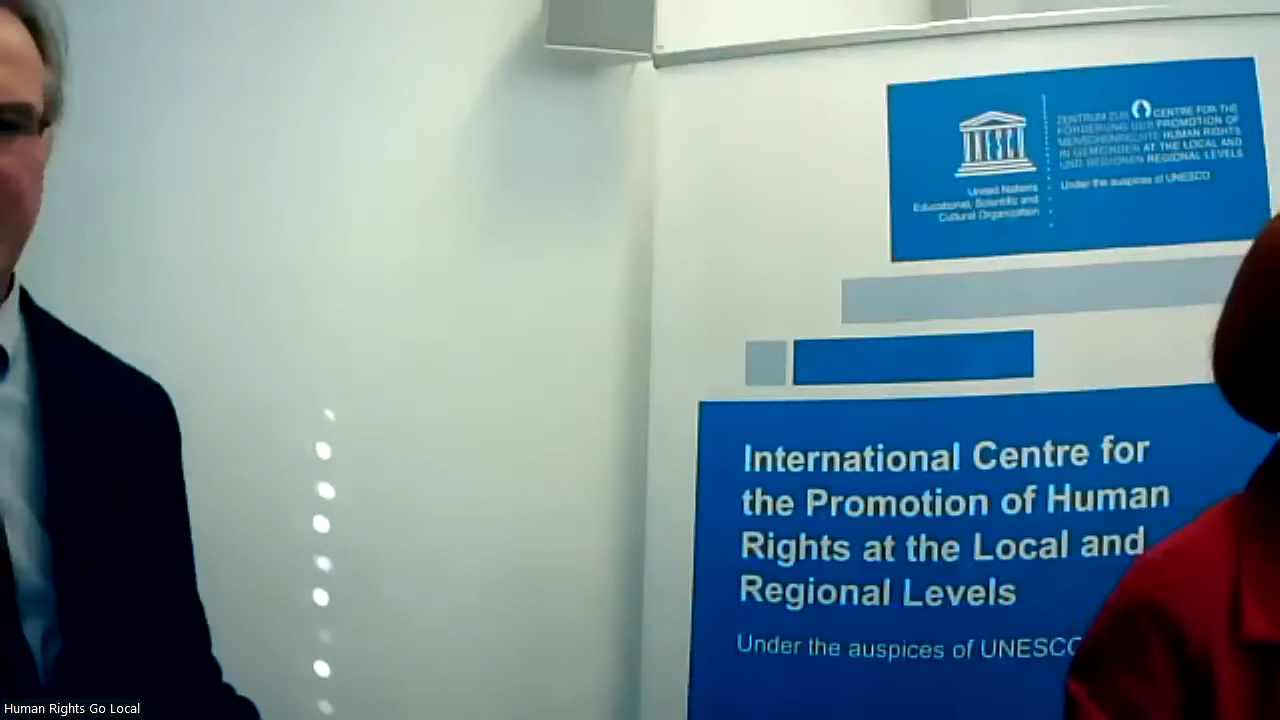 ZENTRUM ZUR
FÖRDERUNG DER
MENSCHENRECHTE
IN GEMEINDEN
UND REGIONEN
CENTRE FOR THE
PROMOTION OF
HUMAN RIGHTS
AT THE LOCAL AND
REGIONAL LEVELS
United Nations
Educational, Scientific and
Cultural Organization
Under the auspices of UNESCO
International Centre for
the Promotion of Human
Rights at the Local and
Regional Levels
Under the auspices of UNESCO
Human Rights Go Local